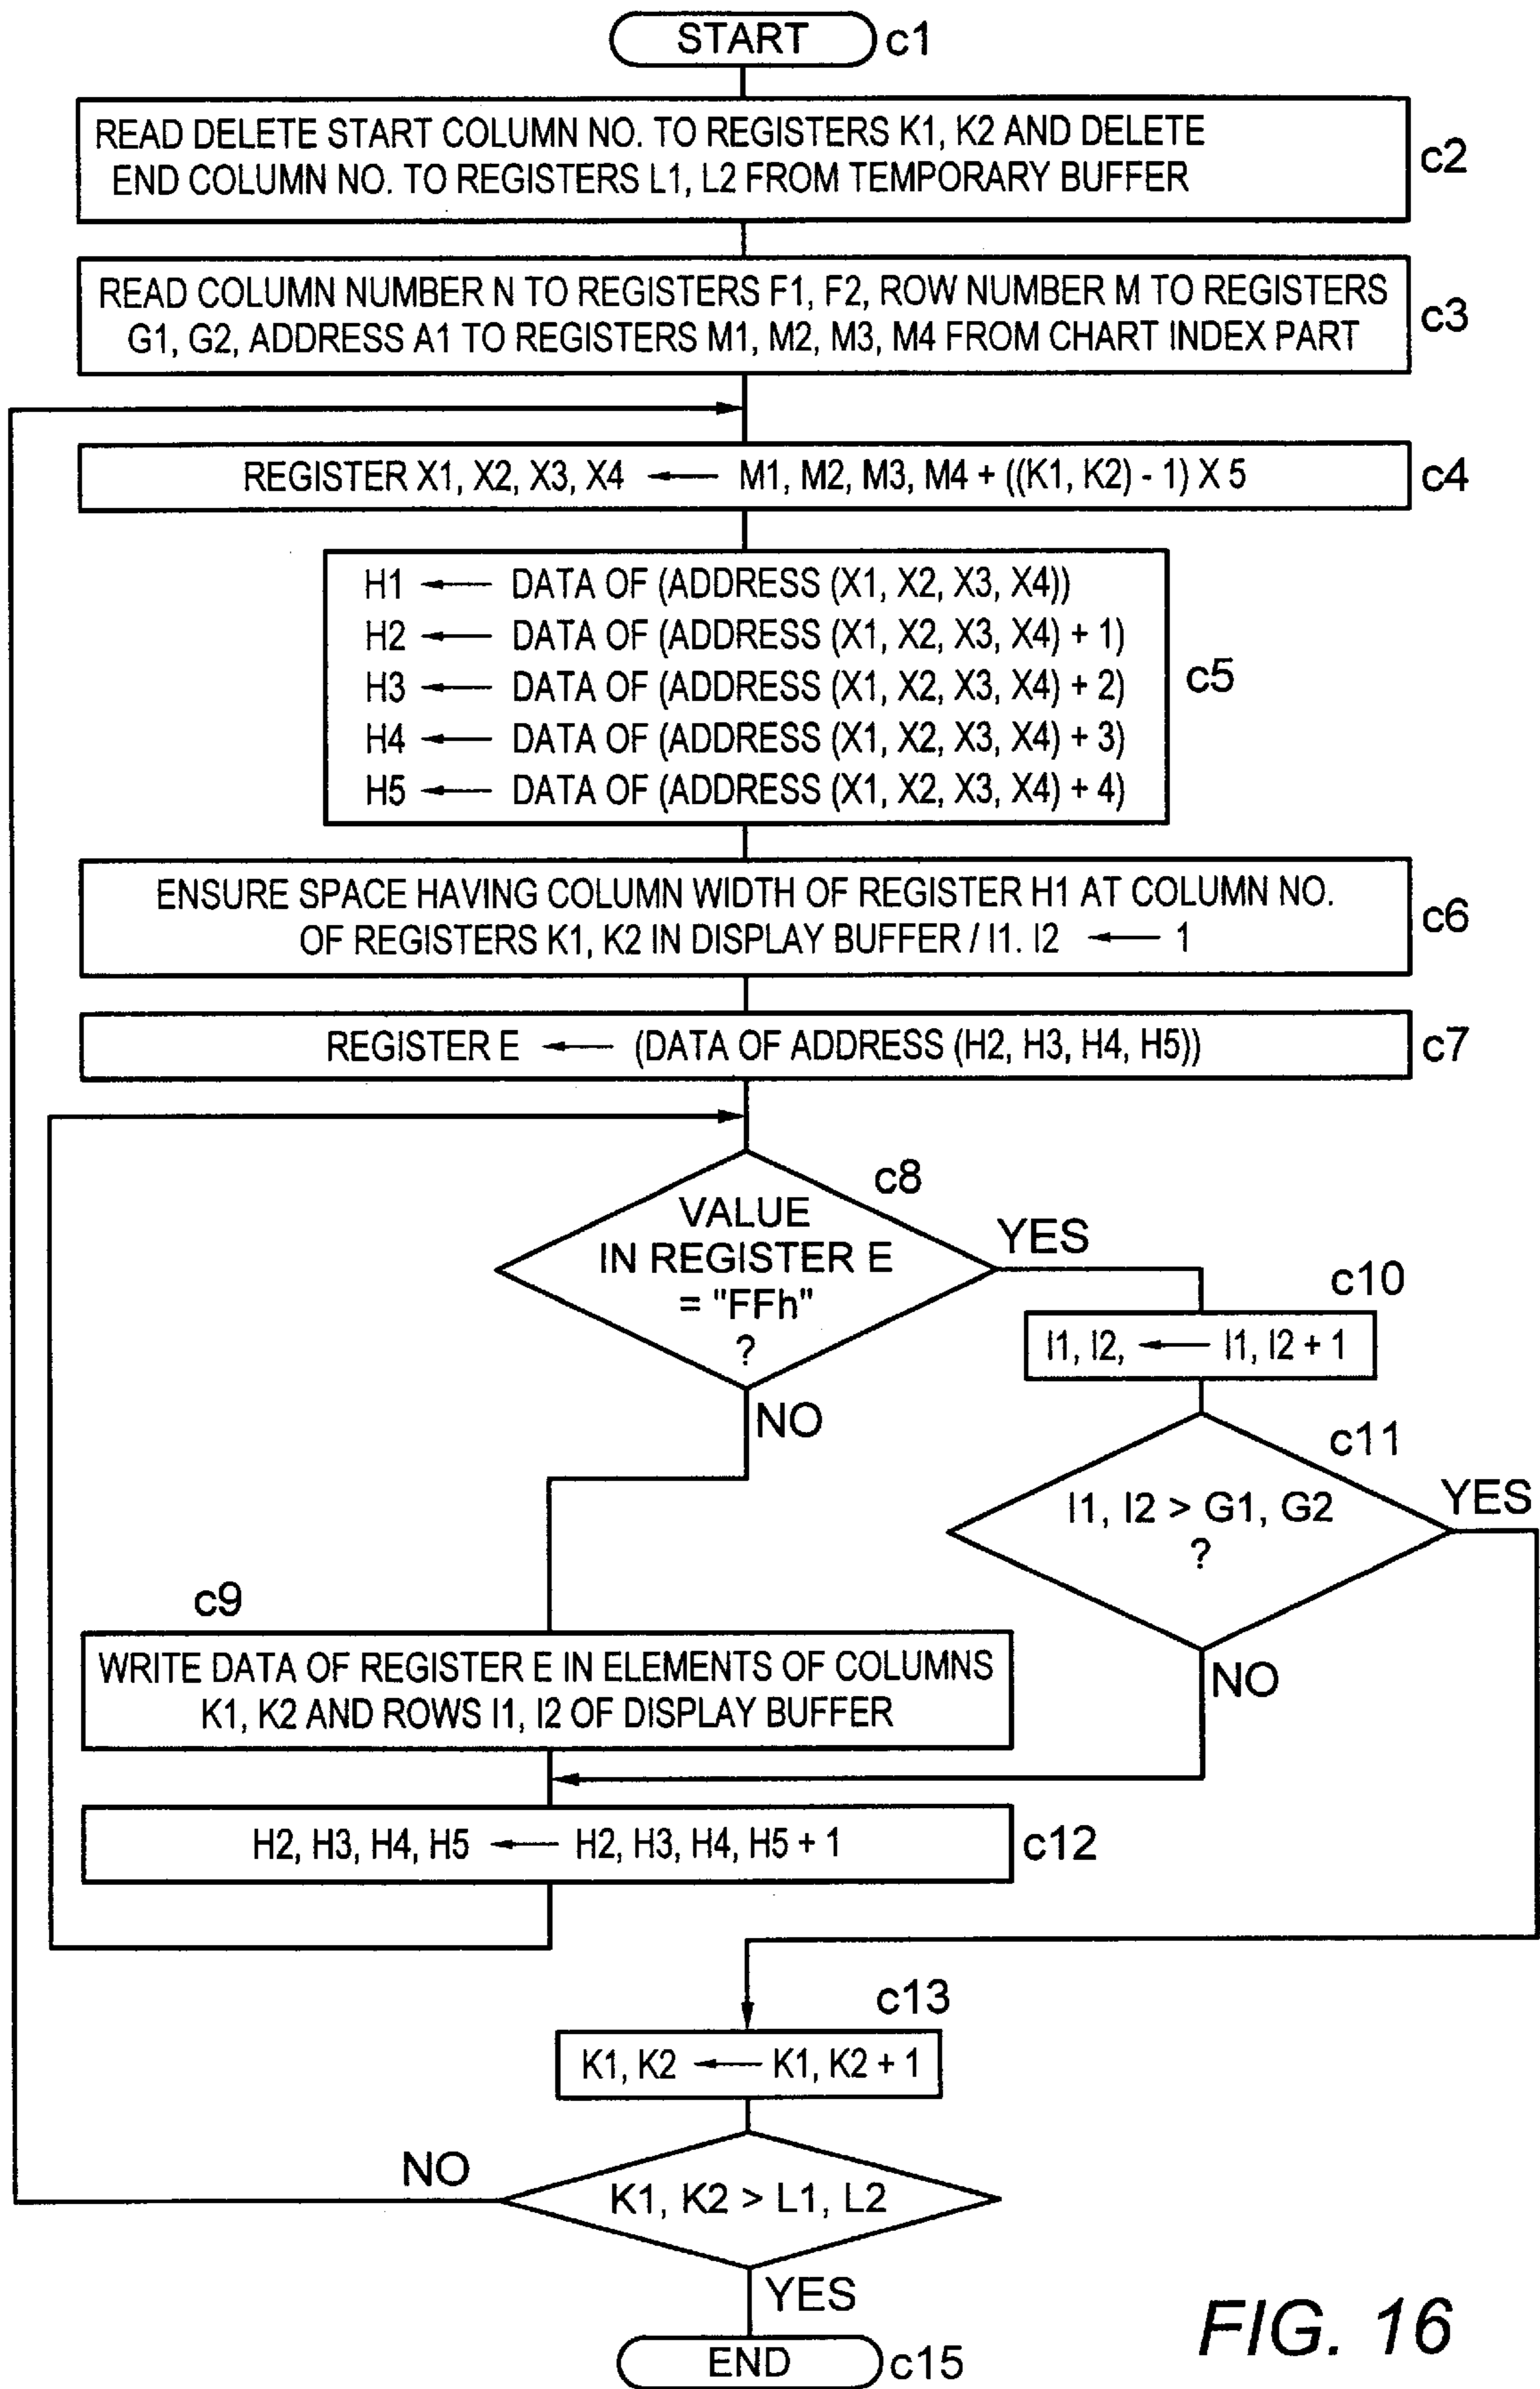 START c1
READ DELETE START COLUMN NO. TO REGISTERS K1, K2 AND DELETE
END COLUMN NO. TO REGISTERS L1, L2 FROM TEMPORARY BUFFER
c2
READ COLUMN NUMBER N TO REGISTERS F1, F2, ROW NUMBER M TO REGISTERS
G1, G2, ADDRESS A1 TO REGISTERS M1, M2, M3, M4 FROM CHART INDEX PART
c3
REGISTER X1, X2, X3, X4 ← M1, M2, M3, M4 + ((K1, K2) - 1) X 5
c4
H1 ← DATA OF (ADDRESS (X1, X2, X3, X4))
H2 ← DATA OF (ADDRESS (X1, X2, X3, X4) + 1)
H3 ← DATA OF (ADDRESS (X1, X2, X3, X4) + 2)
H4 ← DATA OF (ADDRESS (X1, X2, X3, X4) + 3)
H5 ← DATA OF (ADDRESS (X1, X2, X3, X4) + 4)
c5
ENSURE SPACE HAVING COLUMN WIDTH OF REGISTER H1 AT COLUMN NO.
OF REGISTERS K1, K2 IN DISPLAY BUFFER / I1. I2 ← 1
c6
REGISTER E ← (DATA OF ADDRESS (H2, H3, H4, H5))
c7
c8
VALUE
IN REGISTER E
= "FFh"
?
YES
NO
c10
I1, I2, ← I1, I2 + 1
c11
I1, I2 > G1, G2
?
YES
NO
c9
WRITE DATA OF REGISTER E IN ELEMENTS OF COLUMNS
K1, K2 AND ROWS I1, I2 OF DISPLAY BUFFER
H2, H3, H4, H5 ← H2, H3, H4, H5 + 1
c12
c13
K1, K2 ← K1, K2 + 1
NO
K1, K2 > L1, L2
YES
END c15
FIG. 16